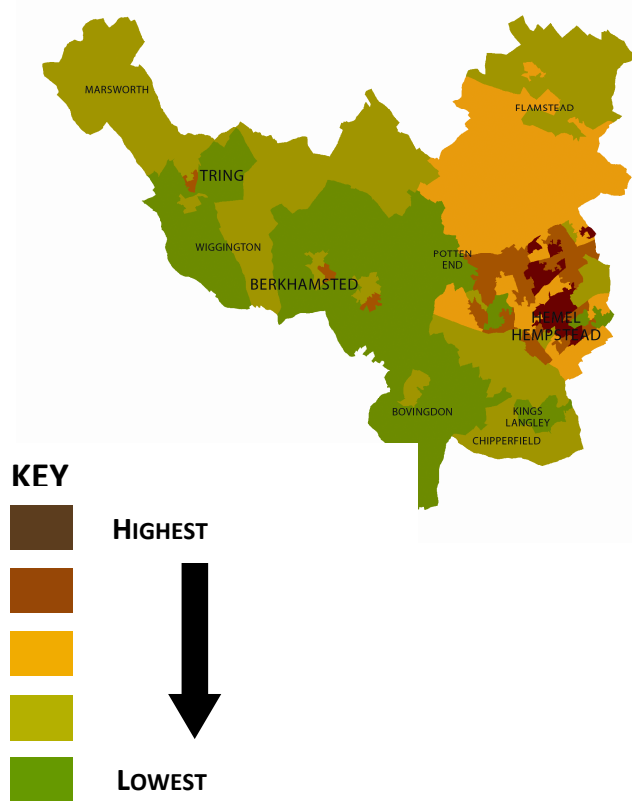 MARSWORTH
FLAMSTEAD
TRING
WIGGINGTON
POTTEN
END
BERKHAMSTED
HEMEL
HEMPSTEAD
BOVINGDON
KINGS
LANGLEY
CHIPPERFIELD
KEY
HIGHEST
LOWEST